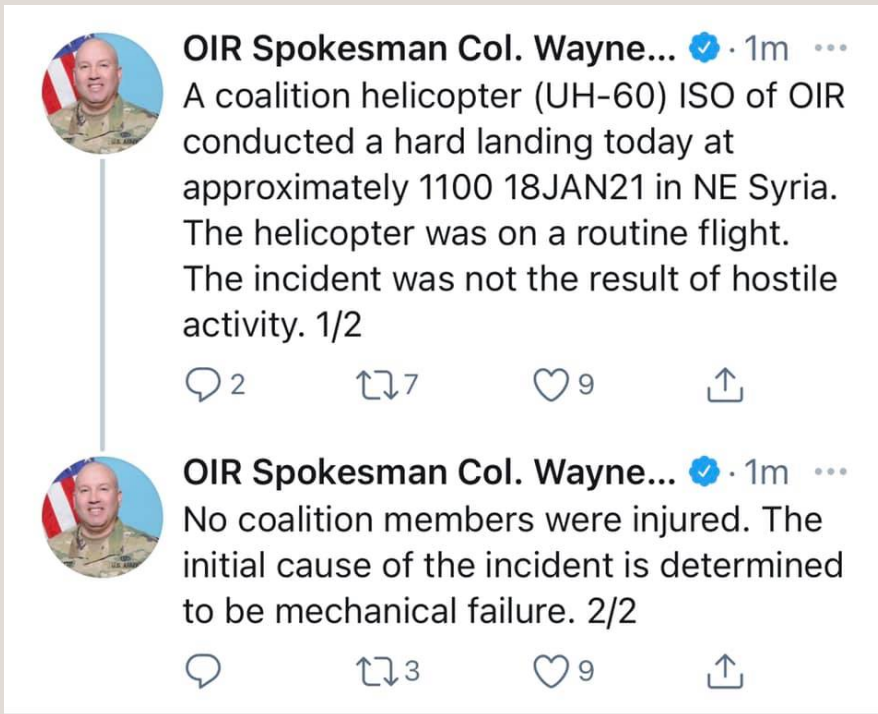 OIR Spokesman Col. Wayne... · 1m ...
A coalition helicopter (UH-60) ISO of OIR
conducted a hard landing today at
approximately 1100 18JAN21 in NE Syria.
The helicopter was on a routine flight.
The incident was not the result of hostile
activity. 1/2
2 7 9
OIR Spokesman Col. Wayne... · 1m ...
No coalition members were injured. The
initial cause of the incident is determined
to be mechanical failure. 2/2
3 9